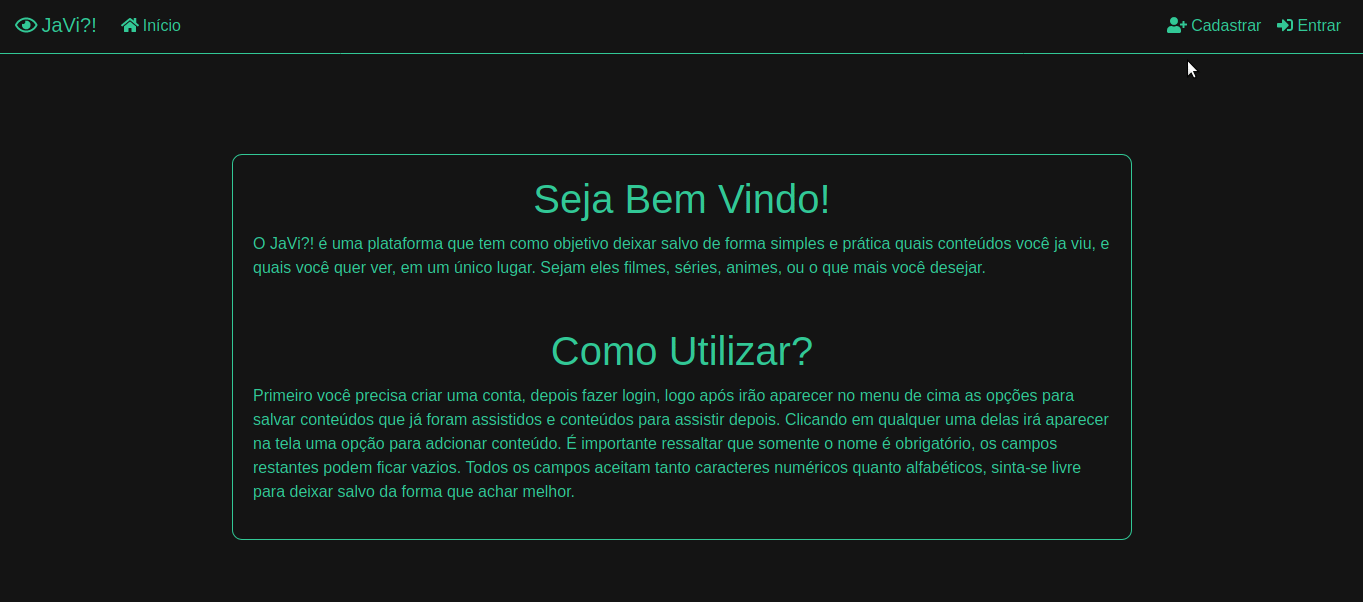 JaVi?! Início Cadastrar Entrar
Seja Bem Vindo!
O JaVi?! é uma plataforma que tem como objetivo deixar salvo de forma simples e prática quais conteúdos você ja viu, e
quais você quer ver, em um único lugar. Sejam eles filmes, séries, animes, ou o que mais você desejar.
Como Utilizar?
Primeiro você precisa criar uma conta, depois fazer login, logo após irão aparecer no menu de cima as opções para
salvar conteúdos que já foram assistidos e conteúdos para assistir depois. Clicando em qualquer uma delas irá aparecer
na tela uma opção para adcionar conteúdo. É importante ressaltar que somente o nome é obrigatório, os campos
restantes podem ficar vazios. Todos os campos aceitam tanto caracteres numéricos quanto alfabéticos, sinta-se livre
para deixar salvo da forma que achar melhor.